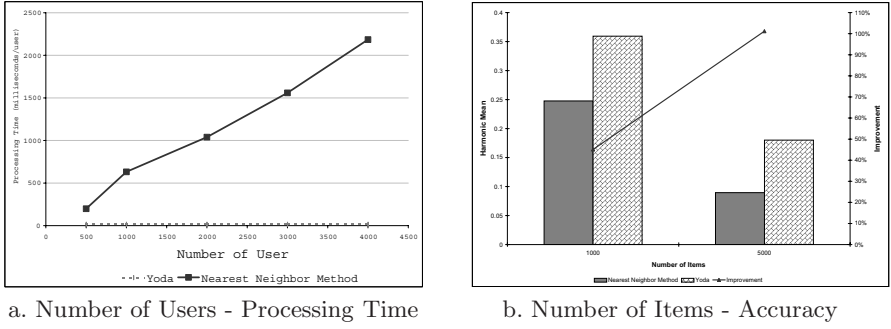 2500
2000
1500
1000
500
0
Processing Time (milliseconds/user)
0 500 1000 1500 2000 2500 3000 3500 4000 4500
Number of User
Yoda Nearest Neighbor Method
a. Number of Users - Processing Time
0.4
0.35
0.3
0.25
0.2
0.15
0.1
0.05
0
Harmonic Mean
110%
100%
90%
80%
70%
60%
50%
40%
30%
20%
10%
0%
Improvement
1000 5000
Number of Items
Nearest Neighbor Method Yoda Improvement
b. Number of Items - Accuracy